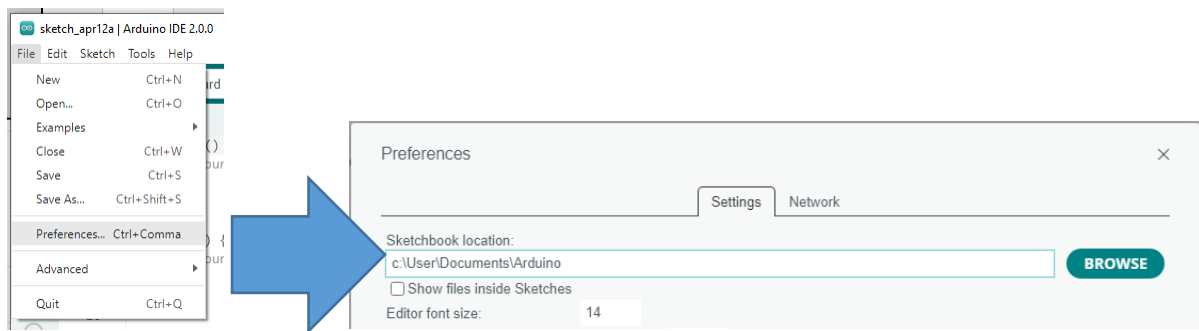 sketch_apr12a | Arduino IDE 2.0.0
File Edit Sketch Tools Help
New Ctrl+N
Open... Ctrl+O
Examples
Close Ctrl+W
Save Ctrl+S
Save As... Ctrl+Shift+S
Preferences... Ctrl+Comma
Advanced
Quit Ctrl+Q
Preferences
Settings Network
Sketchbook location:
c:\User\Documents\Arduino
BROWSE
Show files inside Sketches
Editor font size: 14